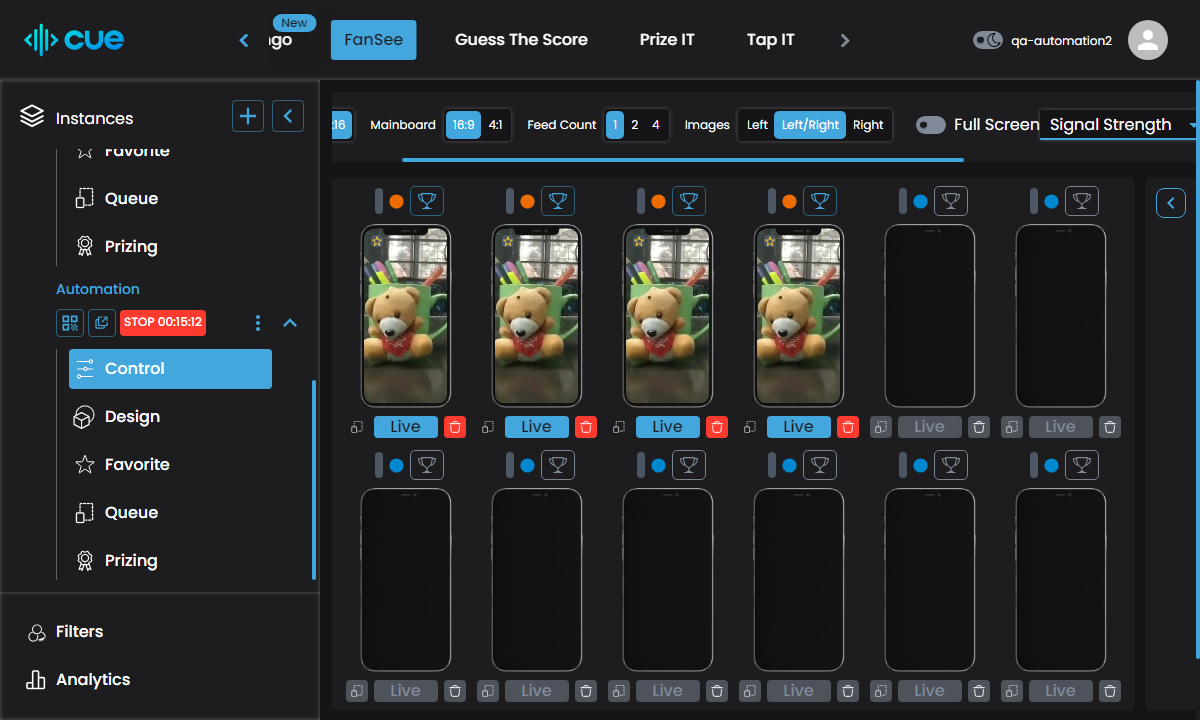 cue
New
FanSee
Guess The Score
Prize IT
Tap IT
qa-automation2
Instances
Favorite
Queue
Prizing
Automation
STOP 00:15:12
Control
Design
Favorite
Queue
Prizing
Filters
Analytics
Mainboard 16:9 4:1 Feed Count 1 2 4 Images Left Left/Right Right Full Screen Signal Strength
Live Live Live Live Live Live
Live Live Live Live Live Live